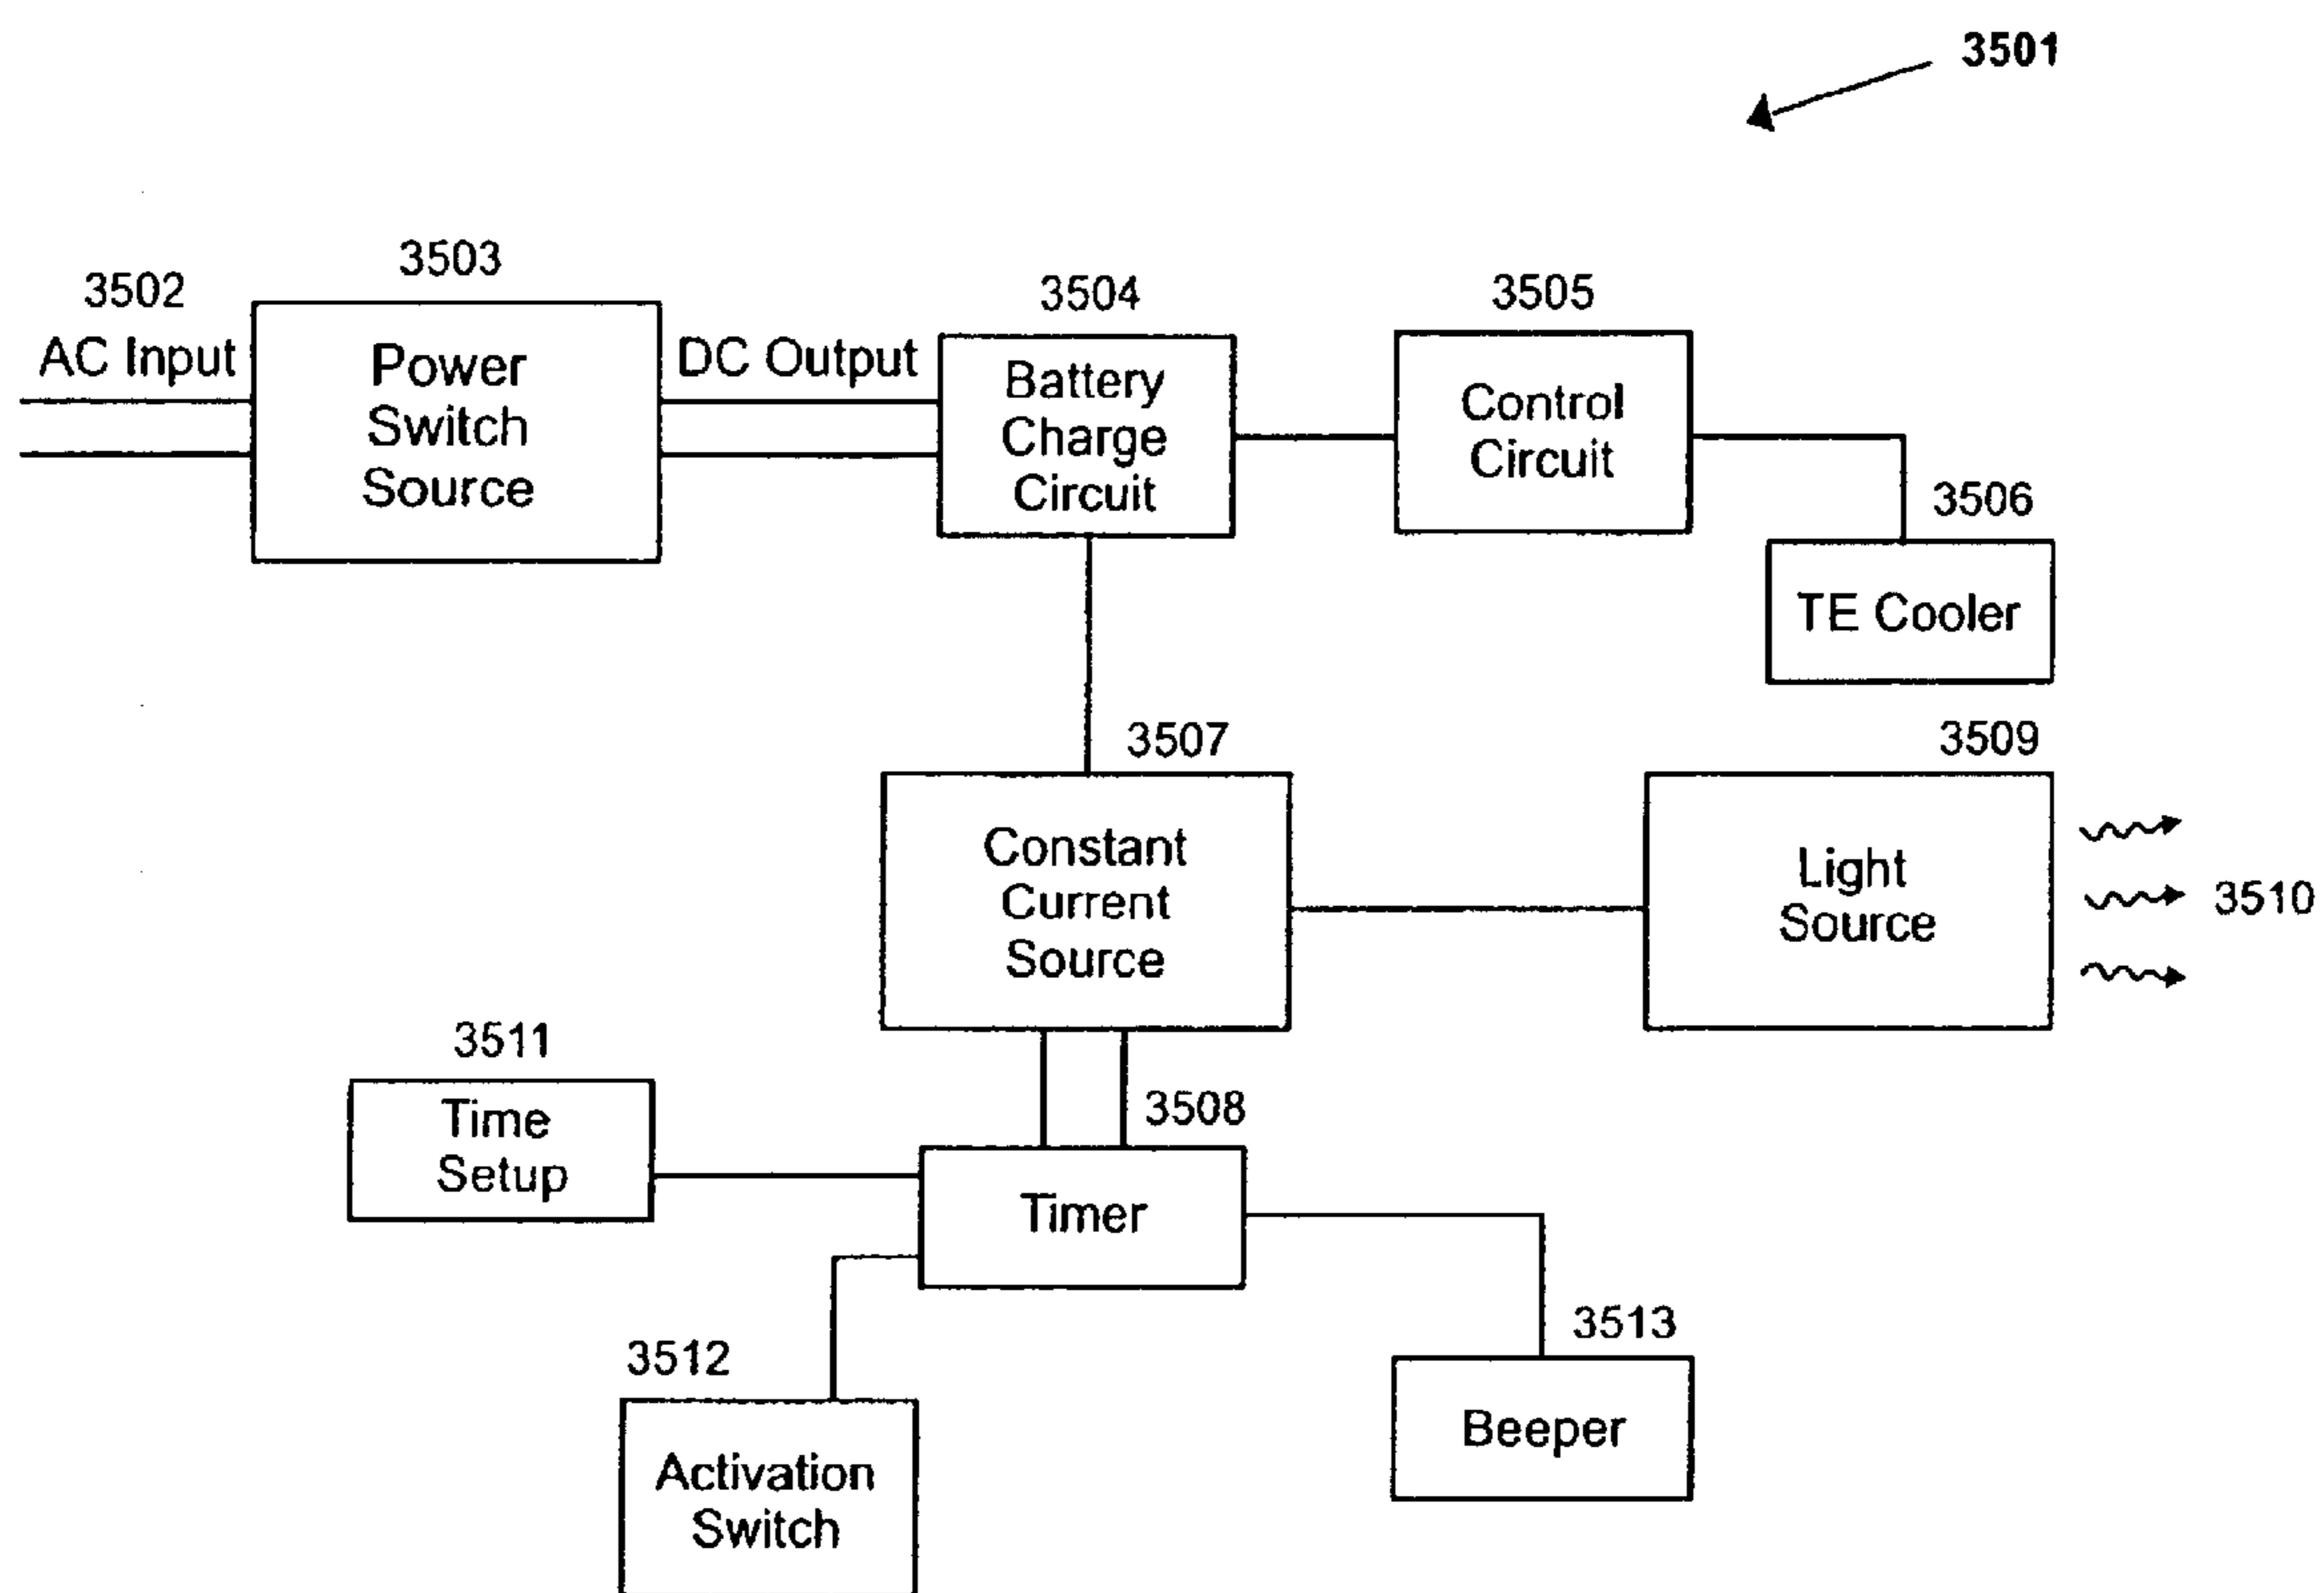 3501
3502
AC Input
3503
Power
Switch
Source
DC Output
3504
Battery
Charge
Circuit
3505
Control
Circuit
3506
TE Cooler
3507
Constant
Current
Source
3509
Light
Source
3510
3511
Time
Setup
3508
Timer
3512
Activation
Switch
3513
Beeper